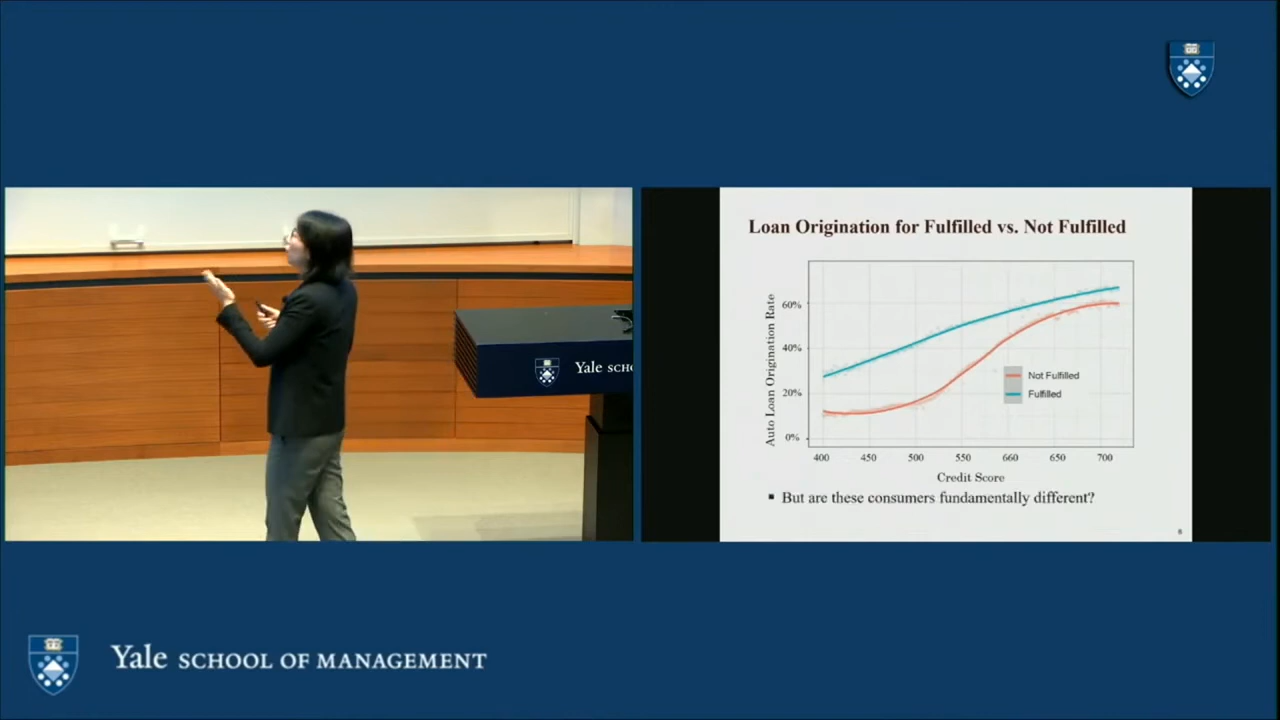 Yale SCHO
Loan Origination for Fulfilled vs. Not Fulfilled
Auto Loan Origination Rate
60%
40%
20%
0%
Not Fulfilled
Fulfilled
400 450 500 550 660 650 700
Credit Score
▪ But are these consumers fundamentally different?
8
Yale SCHOOL OF MANAGEMENT